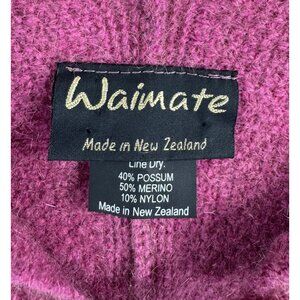 Waimate
Made in New Zealand
Line Dry.
40% POSSUM
50% MERINO
10% NYLON
Made in New Zealand